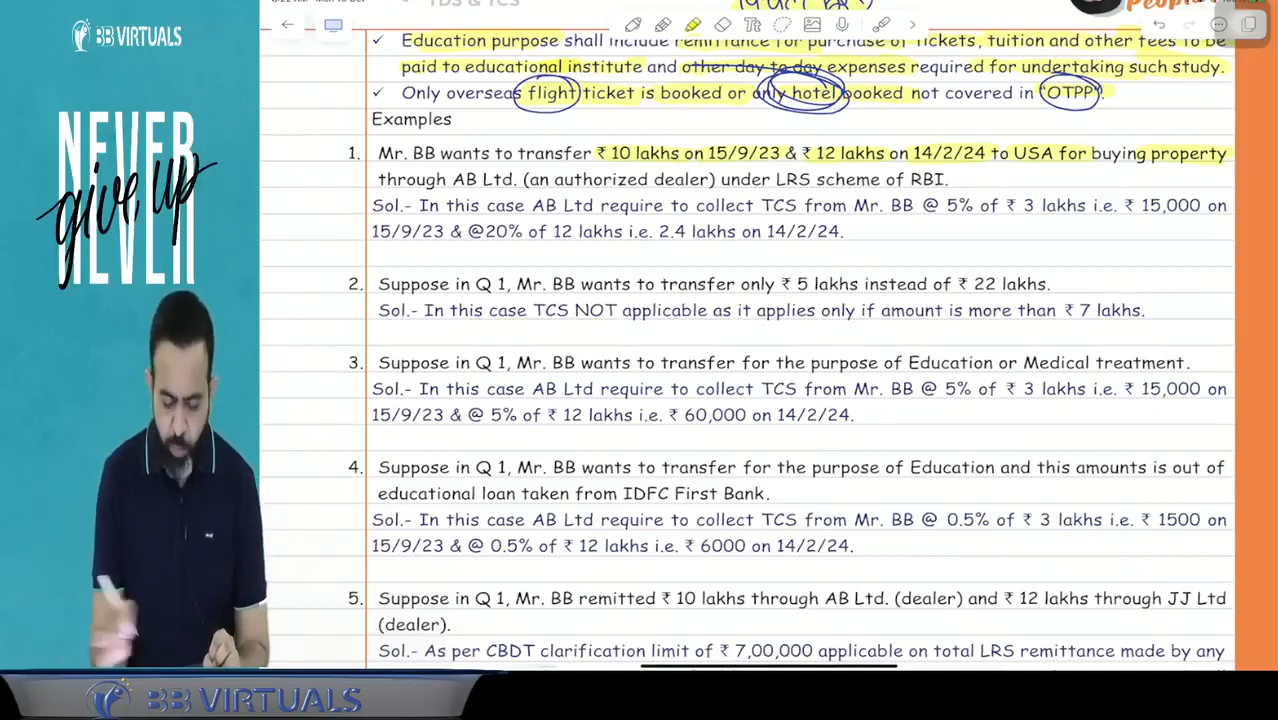 TDS & TCS
BB VIRTUALS
NEVER
give up
NEVER
✓ Education purpose shall include remittance for purchase of tickets, tuition and other fees to be
paid to educational institute and other day to day expenses required for undertaking such study.
✓ Only overseas flight ticket is booked or only hotel booked not covered in "OTPP".
Examples
1. Mr. BB wants to transfer ₹ 10 lakhs on 15/9/23 & ₹ 12 lakhs on 14/2/24 to USA for buying property
through AB Ltd. (an authorized dealer) under LRS scheme of RBI.
Sol.- In this case AB Ltd require to collect TCS from Mr. BB @ 5% of ₹ 3 lakhs i.e. ₹ 15,000 on
15/9/23 & @20% of 12 lakhs i.e. 2.4 lakhs on 14/2/24.
2. Suppose in Q 1, Mr. BB wants to transfer only ₹ 5 lakhs instead of ₹ 22 lakhs.
Sol.- In this case TCS NOT applicable as it applies only if amount is more than ₹ 7 lakhs.
3. Suppose in Q 1, Mr. BB wants to transfer for the purpose of Education or Medical treatment.
Sol.- In this case AB Ltd require to collect TCS from Mr. BB @ 5% of ₹ 3 lakhs i.e. ₹ 15,000 on
15/9/23 & @ 5% of ₹ 12 lakhs i.e. ₹ 60,000 on 14/2/24.
4. Suppose in Q 1, Mr. BB wants to transfer for the purpose of Education and this amounts is out of
educational loan taken from IDFC First Bank.
Sol.- In this case AB Ltd require to collect TCS from Mr. BB @ 0.5% of ₹ 3 lakhs i.e. ₹ 1500 on
15/9/23 & @ 0.5% of ₹ 12 lakhs i.e. ₹ 6000 on 14/2/24.
5. Suppose in Q 1, Mr. BB remitted ₹ 10 lakhs through AB Ltd. (dealer) and ₹ 12 lakhs through JJ Ltd
(dealer).
Sol.- As per CBDT clarification limit of ₹ 7,00,000 applicable on total LRS remittance made by any
BB VIRTUALS